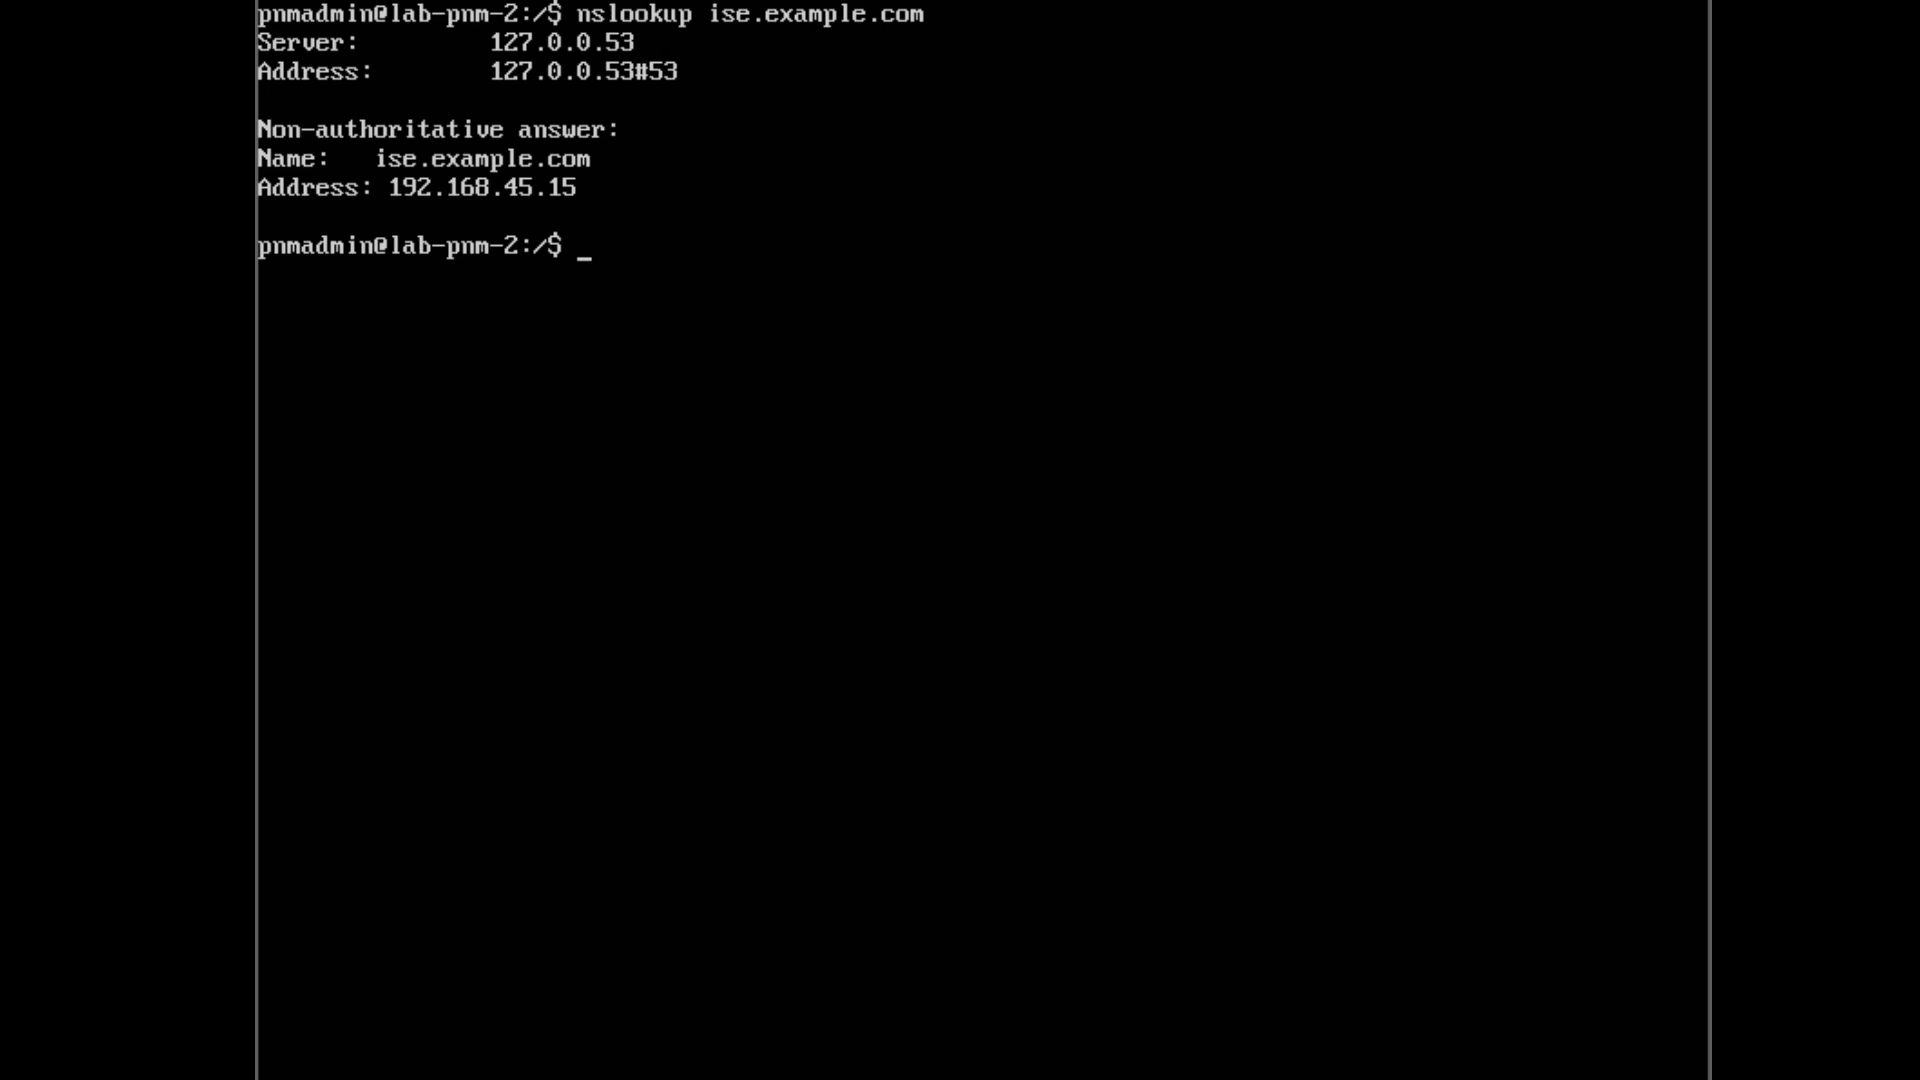 pnmadmin@lab-pnm-2:/$ nslookup ise.example.com
Server:         127.0.0.53
Address:        127.0.0.53#53

Non-authoritative answer:
Name:   ise.example.com
Address: 192.168.45.15

pnmadmin@lab-pnm-2:/$ _